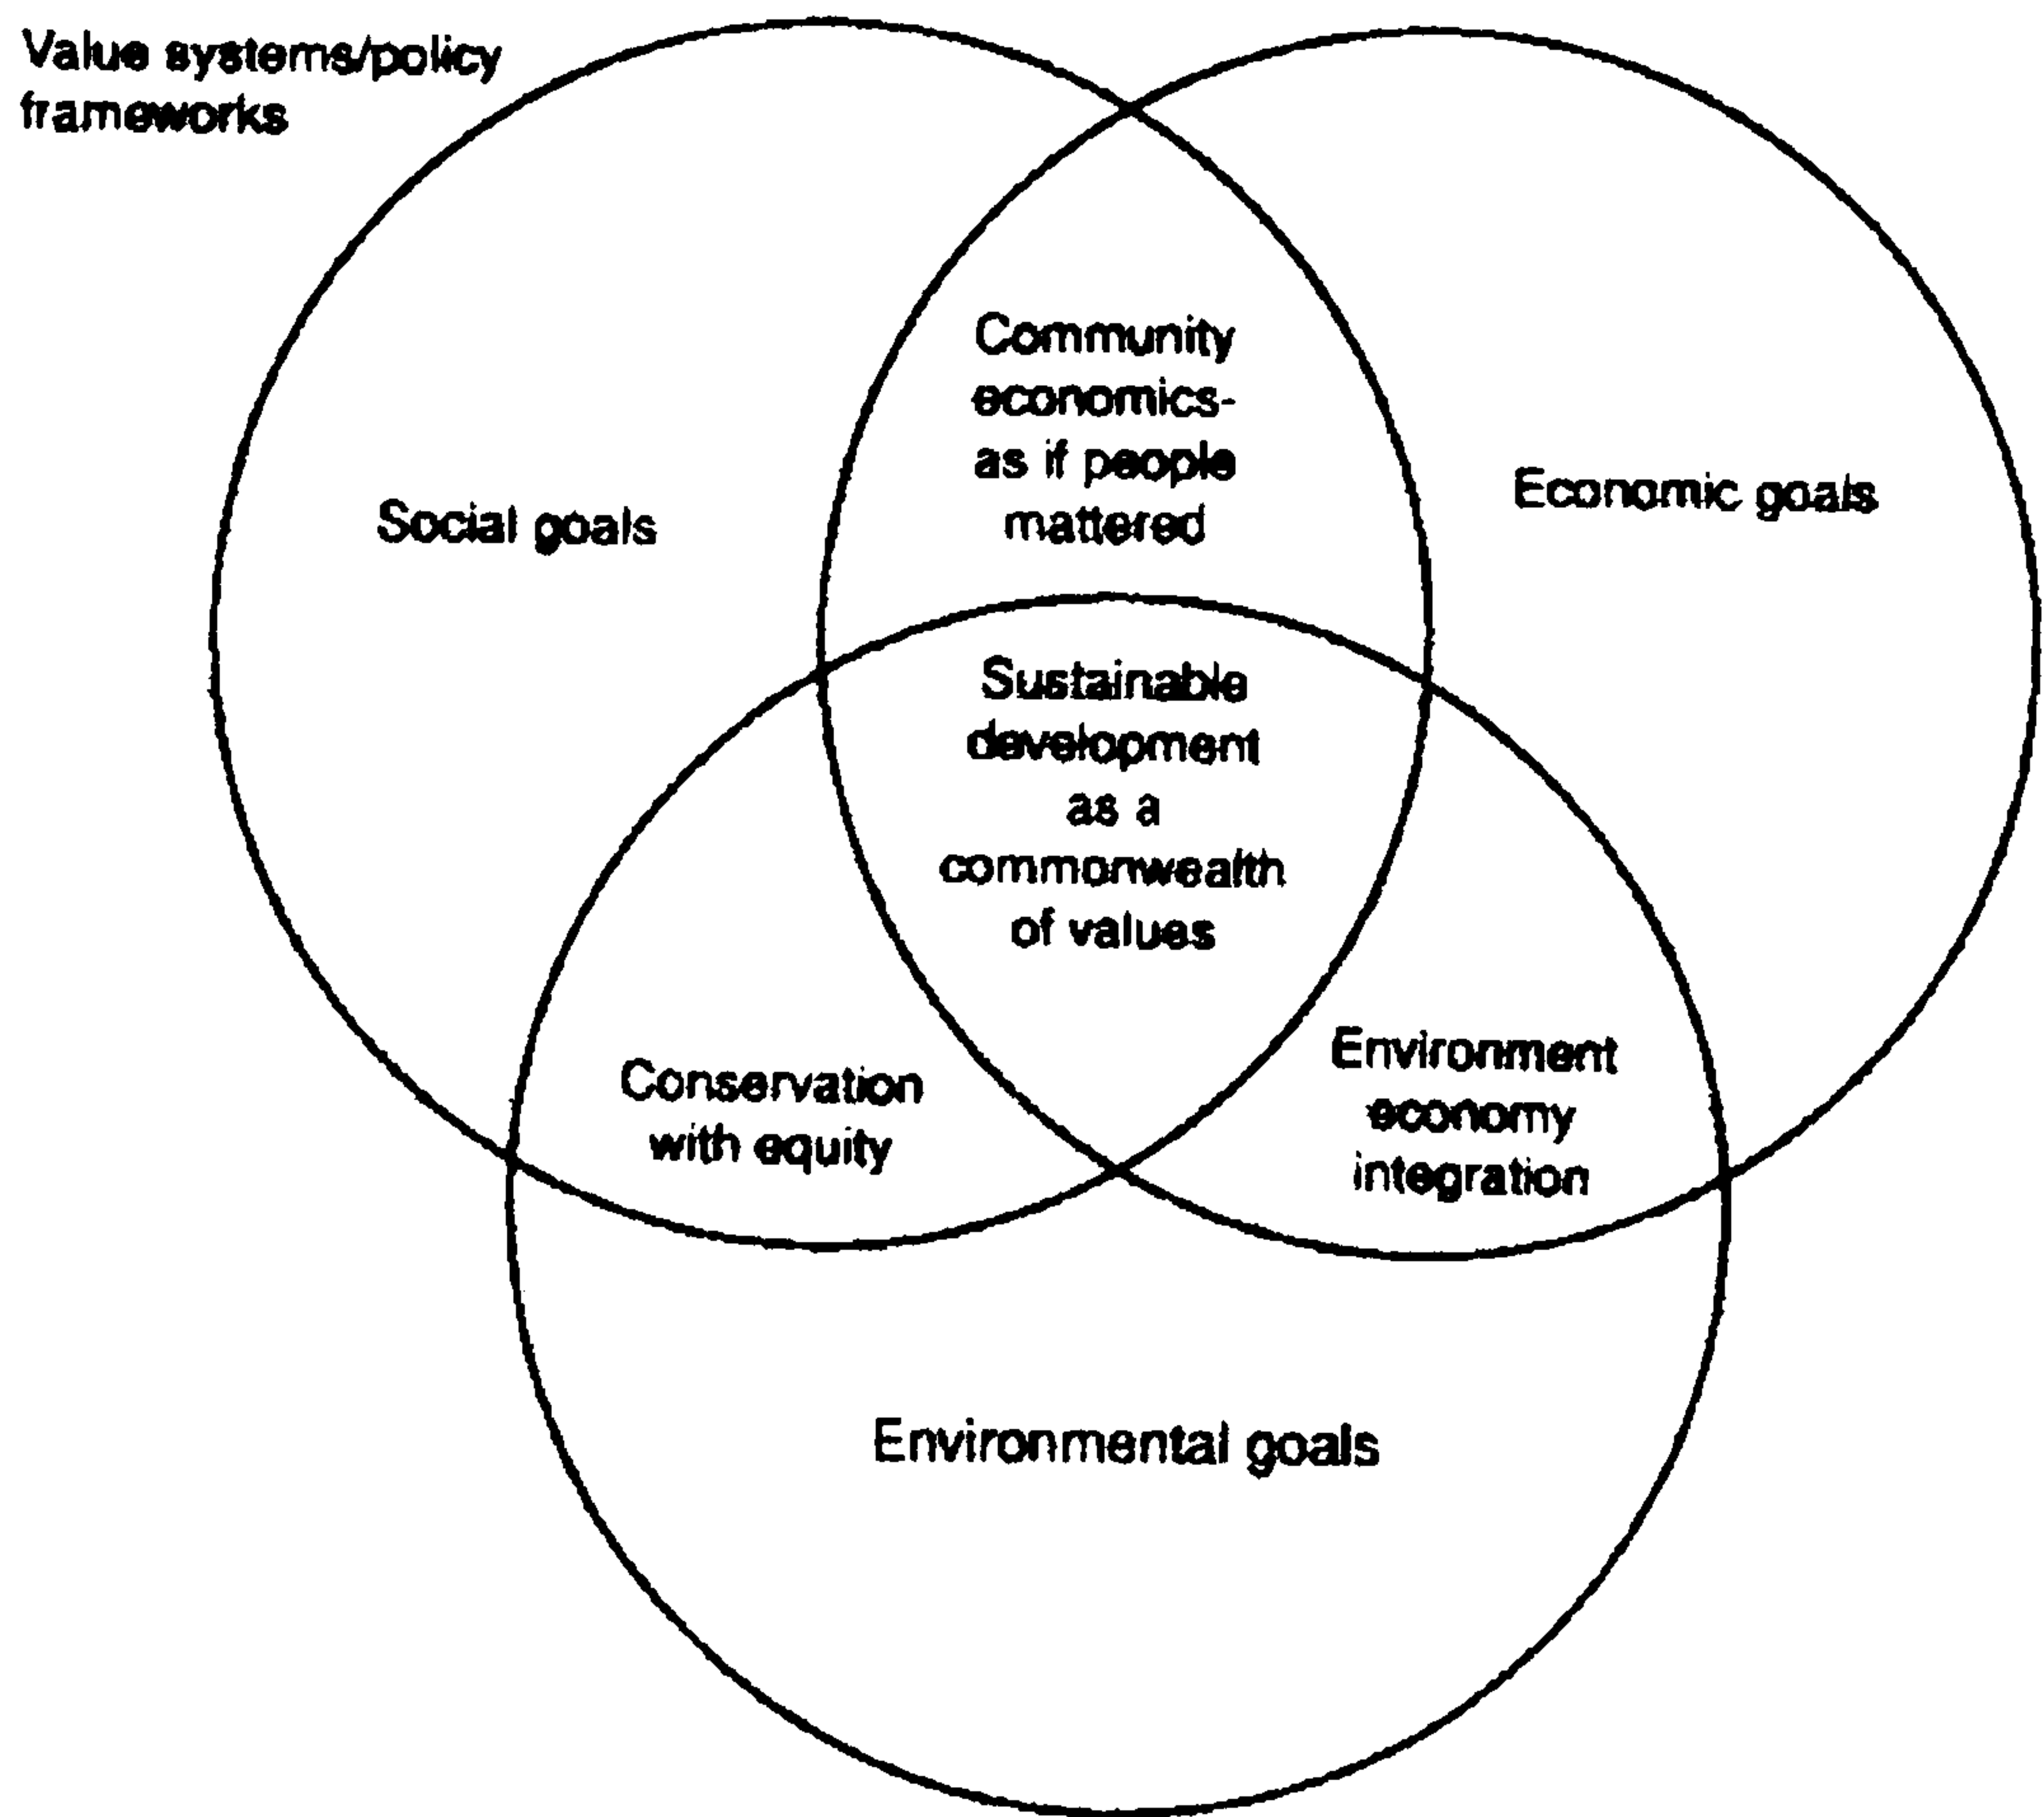 Value systems/policy
frameworks
Community
economics-
as if people
mattered
Social goals
Economic goals
Sustainable
development
as a
commonwealth
of values
Conservation
with equity
Environment
economy
integration
Environmental goals